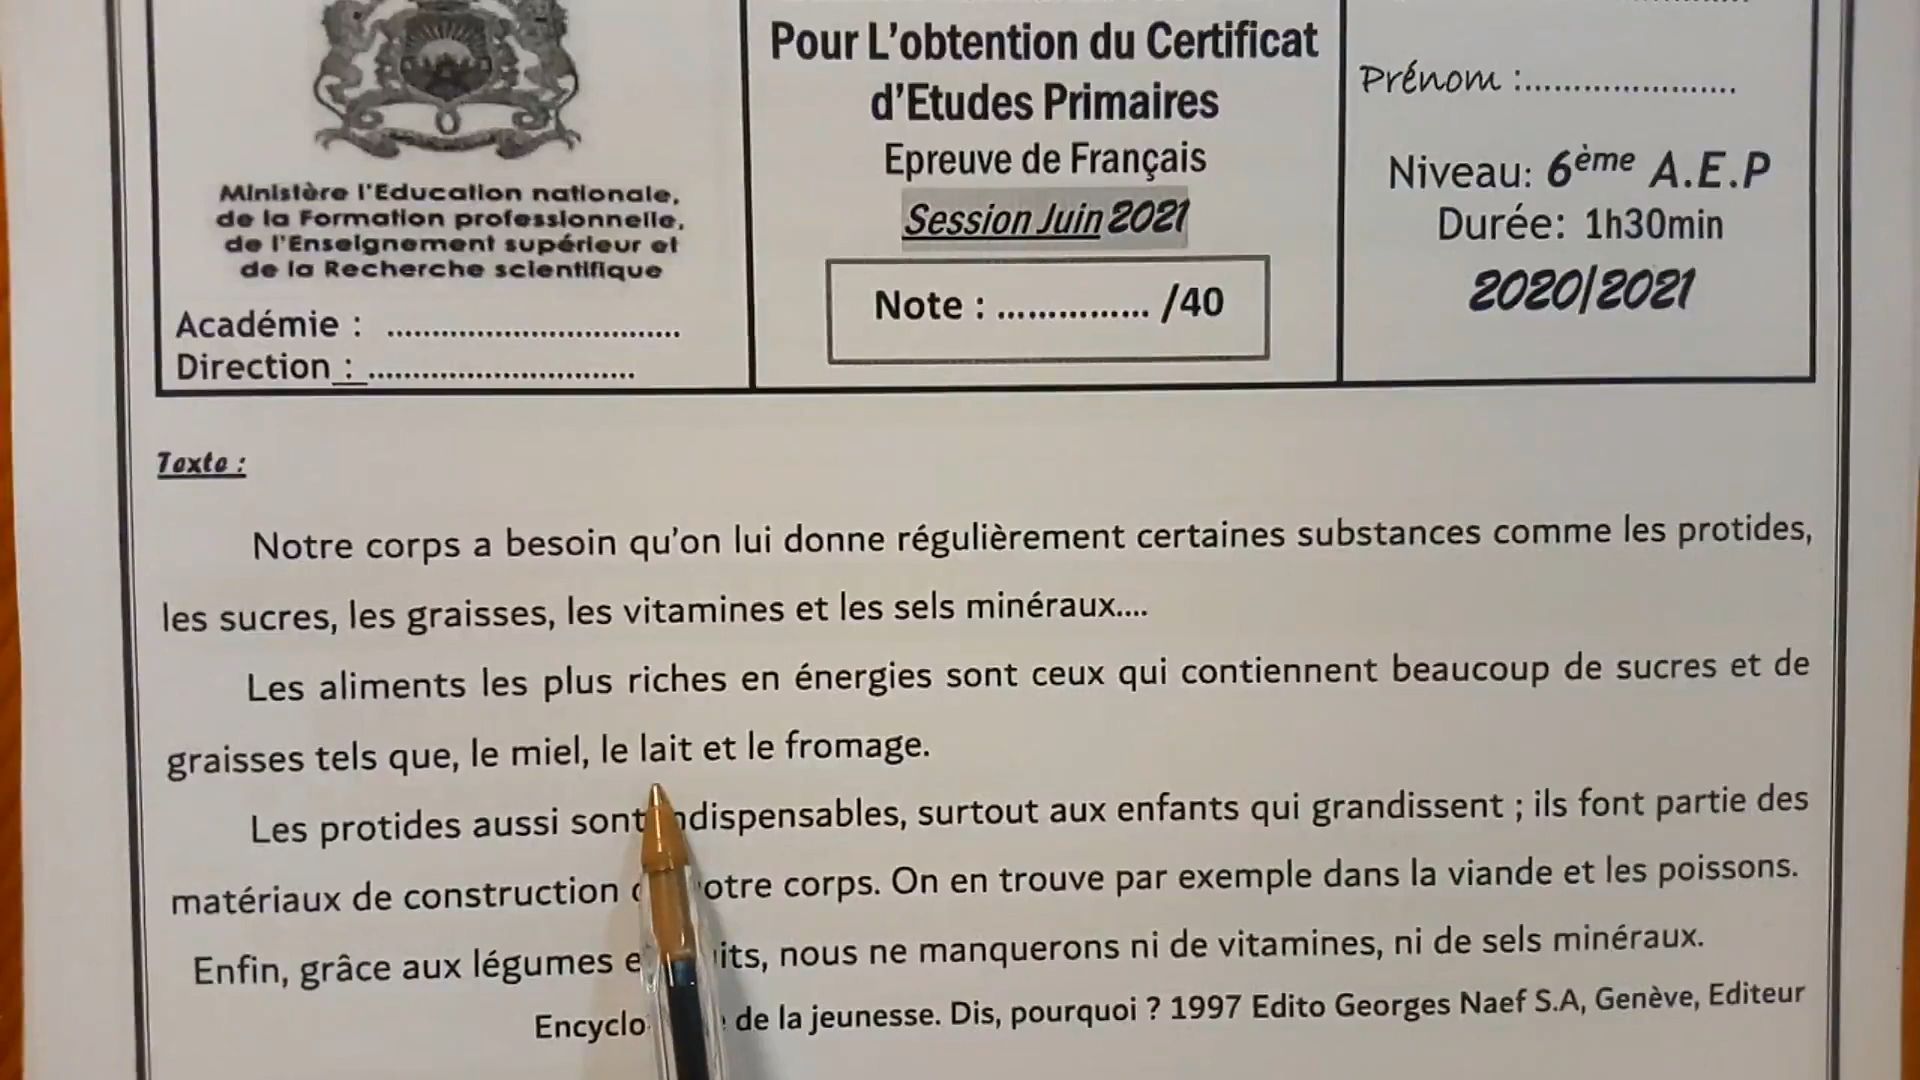 Ministère l'Education nationale,
de la Formation professionnelle,
de l'Enseignement supérieur et
de la Recherche scientifique
Académie : ................................
Direction : .............................
Pour L'obtention du Certificat
d'Etudes Primaires
Epreuve de Français
Session Juin 2021
Note : ............... /40
Prénom :......................
Niveau: 6ème A.E.P
Durée: 1h30min
2020/2021
Texte :
Notre corps a besoin qu'on lui donne régulièrement certaines substances comme les protides,
les sucres, les graisses, les vitamines et les sels minéraux....
Les aliments les plus riches en énergies sont ceux qui contiennent beaucoup de sucres et de
graisses tels que, le miel, le lait et le fromage.
Les protides aussi sont indispensables, surtout aux enfants qui grandissent ; ils font partie des
matériaux de construction corps. On en trouve par exemple dans la viande et les poissons.
Enfin, grâce aux légumes nous ne manquerons ni de vitamines, ni de sels minéraux.
de la jeunesse. Dis, pourquoi ? 1997 Edito Georges Naef S.A, Genève, Editeur